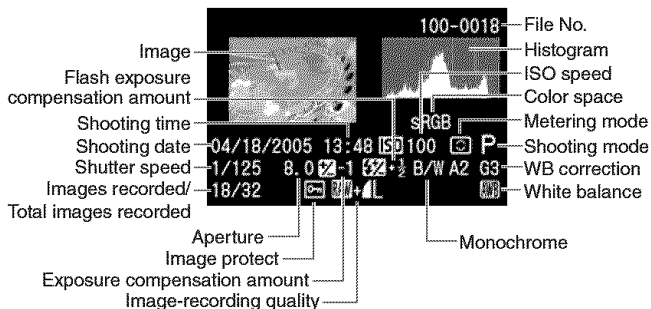 100-0018 File No.
Image Histogram
Flash exposure ISO speed
compensation amount Color space
Shooting time sRGB Metering mode
Shooting date 04/18/2005 13:48 ISO 100 P Shooting mode
Shutter speed 1/125 8.0 -1 +½ B/W A2 G3 WB correction
Images recorded/ 18/32 +L White balance
Total images recorded
Aperture Monochrome
Image protect
Exposure compensation amount
Image-recording quality